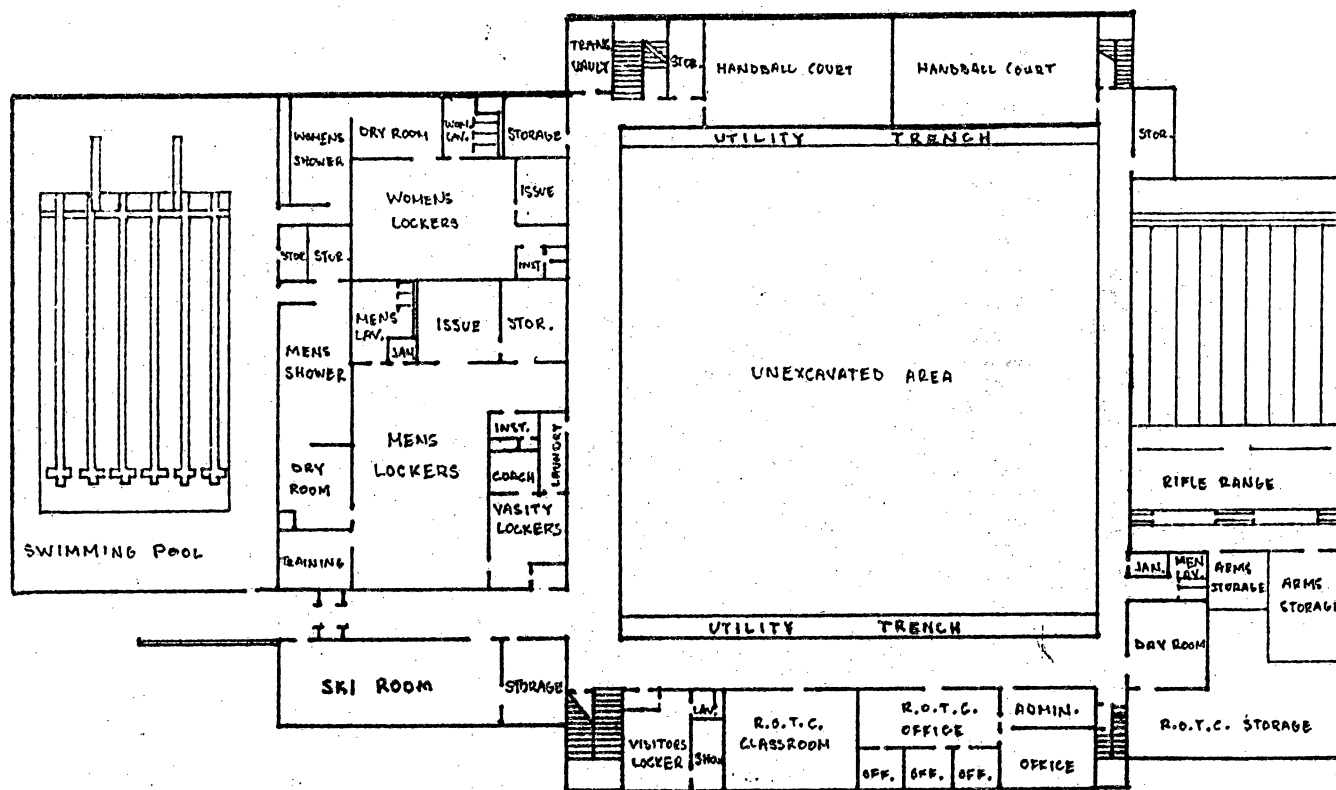 TRANS.
VAULT
STOR.
HANDBALL COURT
HANDBALL COURT
UTILITY TRENCH
STOR.
WOMENS
SHOWER
DRY ROOM
WOM.
LAV.
STORAGE
ISSUE
WOMENS
LOCKERS
INST.
STOR.
STOR.
MENS
LAV.
JAN.
ISSUE
STOR.
MENS
SHOWER
UNEXCAVATED AREA
MENS
LOCKERS
INST.
COACH
LAUNDRY
VASITY
LOCKERS
DRY
ROOM
TRAINING
SWIMMING POOL
RIFLE RANGE
JAN.
MEN
LAV.
ARMS
STORAGE
ARMS
STORAGE
DRY ROOM
UTILITY TRENCH
SKI ROOM
STORAGE
VISITORS
LOCKER
LAV.
SHO.
R.O.T.C.
CLASSROOM
R.O.T.C.
OFFICE
OFF.
OFF.
OFF.
ADMIN.
OFFICE
R.O.T.C. STORAGE